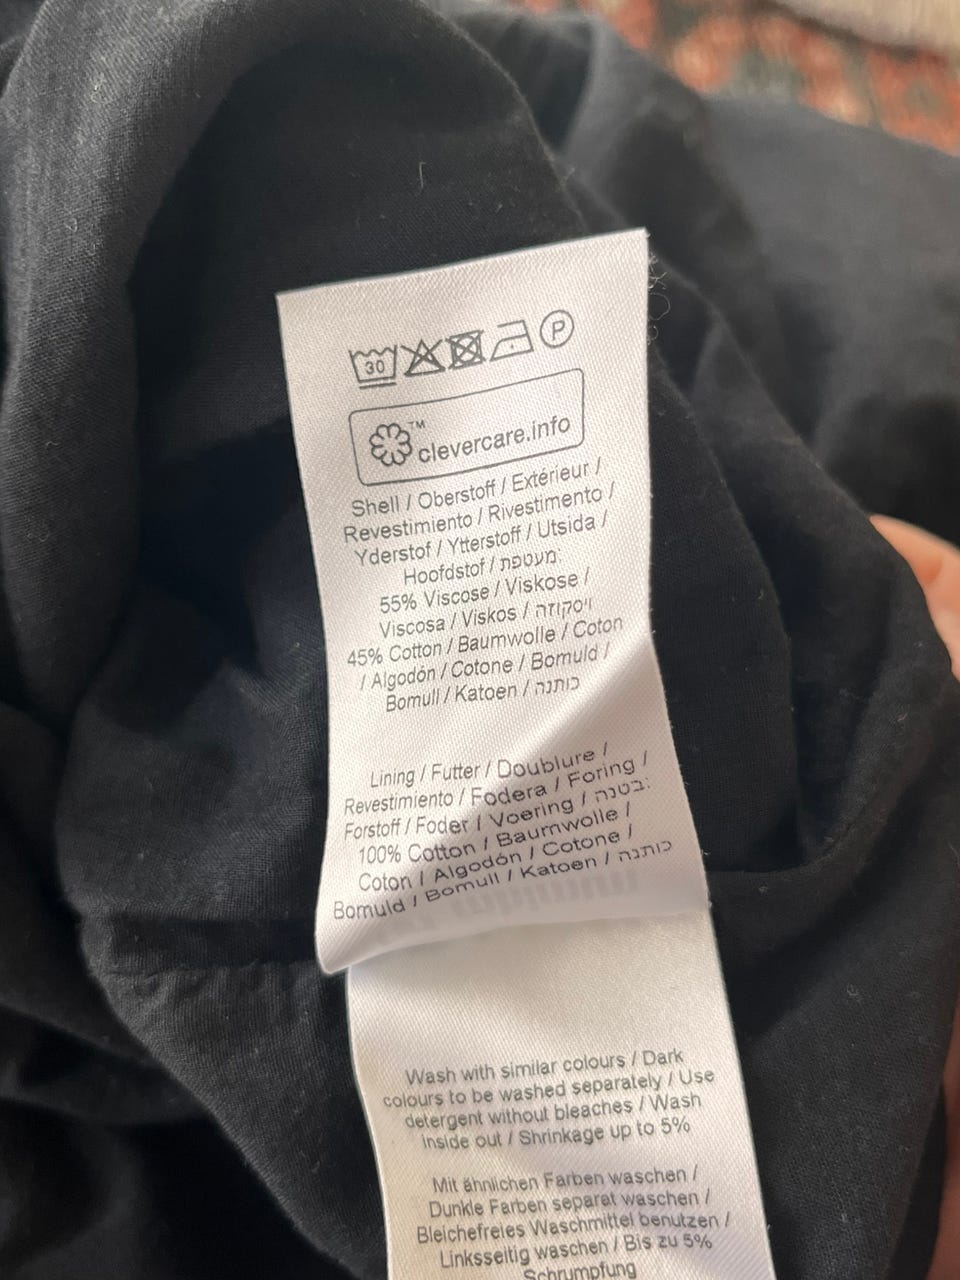 30
P
™
clevercare.info
Shell / Oberstoff / Extérieur /
Revestimiento / Rivestimento /
Yderstof / Ytterstoff / Utsida /
Hoofdstof / מעטפת:
55% Viscose / Viskose /
Viscosa / Viskos / ויסקוזה
45% Cotton / Baumwolle / Coton
/ Algodón / Cotone / Bomuld /
Bomull / Katoen / כותנה
Lining / Futter / Doublure /
Revestimiento / Fodera / Foring /
Forstoff / Foder / Voering / בטנה:
100% Cotton / Baumwolle /
Coton / Algodón / Cotone /
Bomuld / Bomull / Katoen / כותנה
Wash with similar colours / Dark
colours to be washed separately / Use
detergent without bleaches / Wash
inside out / Shrinkage up to 5%
Mit ähnlichen Farben waschen /
Dunkle Farben separat waschen /
Bleichefreies Waschmittel benutzen /
Linksseitig waschen / Bis zu 5%
Schrumpfung